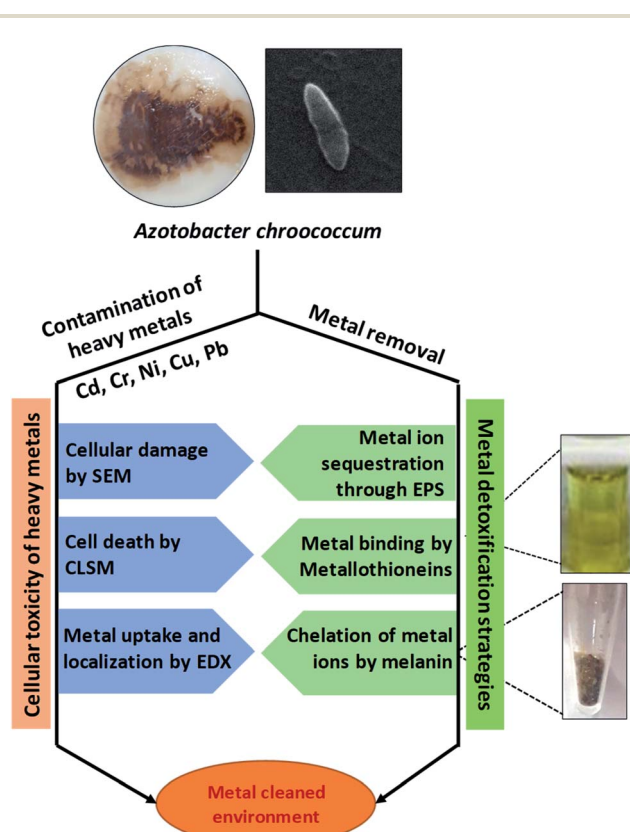 Azotobacter chroococcum
Contamination of
heavy metals
Cd, Cr, Ni, Cu, Pb
Metal removal
Cellular toxicity of heavy metals
Cellular damage
by SEM
Cell death by
CLSM
Metal uptake and
localization by EDX
Metal ion
sequestration
through EPS
Metal binding by
Metallothioneins
Chelation of metal
ions by melanin
Metal detoxification strategies
Metal cleaned
environment